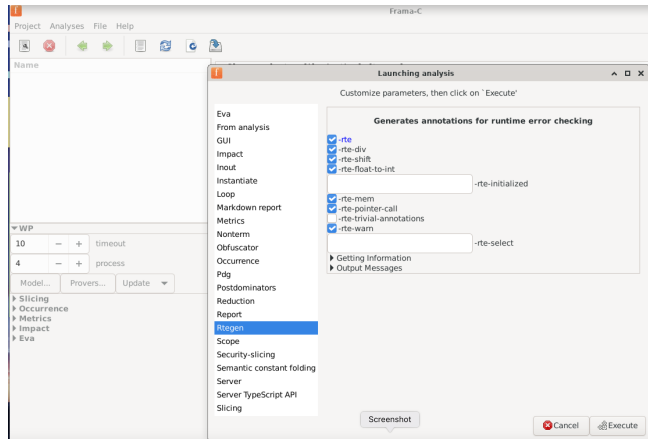 Frama-C
Project Analyses File Help
Name
Launching analysis
Customize parameters, then click on `Execute'
Eva
From analysis
GUI
Impact
Inout
Instantiate
Loop
Markdown report
Metrics
Nonterm
Obfuscator
Occurrence
Pdg
Postdominators
Reduction
Report
Rtegen
Scope
Security-slicing
Semantic constant folding
Server
Server TypeScript API
Slicing
Generates annotations for runtime error checking
-rte
-rte-div
-rte-shift
-rte-float-to-int
-rte-initialized
-rte-mem
-rte-pointer-call
-rte-trivial-annotations
-rte-warn
-rte-select
Getting Information
Output Messages
WP
10 − + timeout
4 − + process
Model... Provers... Update
Slicing
Occurrence
Metrics
Impact
Eva
Screenshot
Cancel Execute